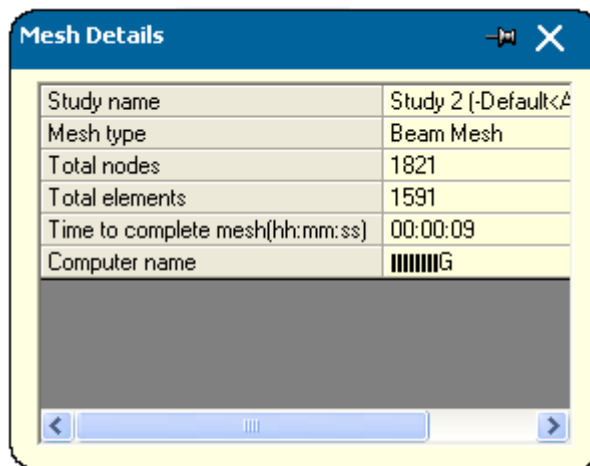 Mesh Details
Study name Study 2 (-Default<A
Mesh type Beam Mesh
Total nodes 1821
Total elements 1591
Time to complete mesh(hh:mm:ss) 00:00:09
Computer name